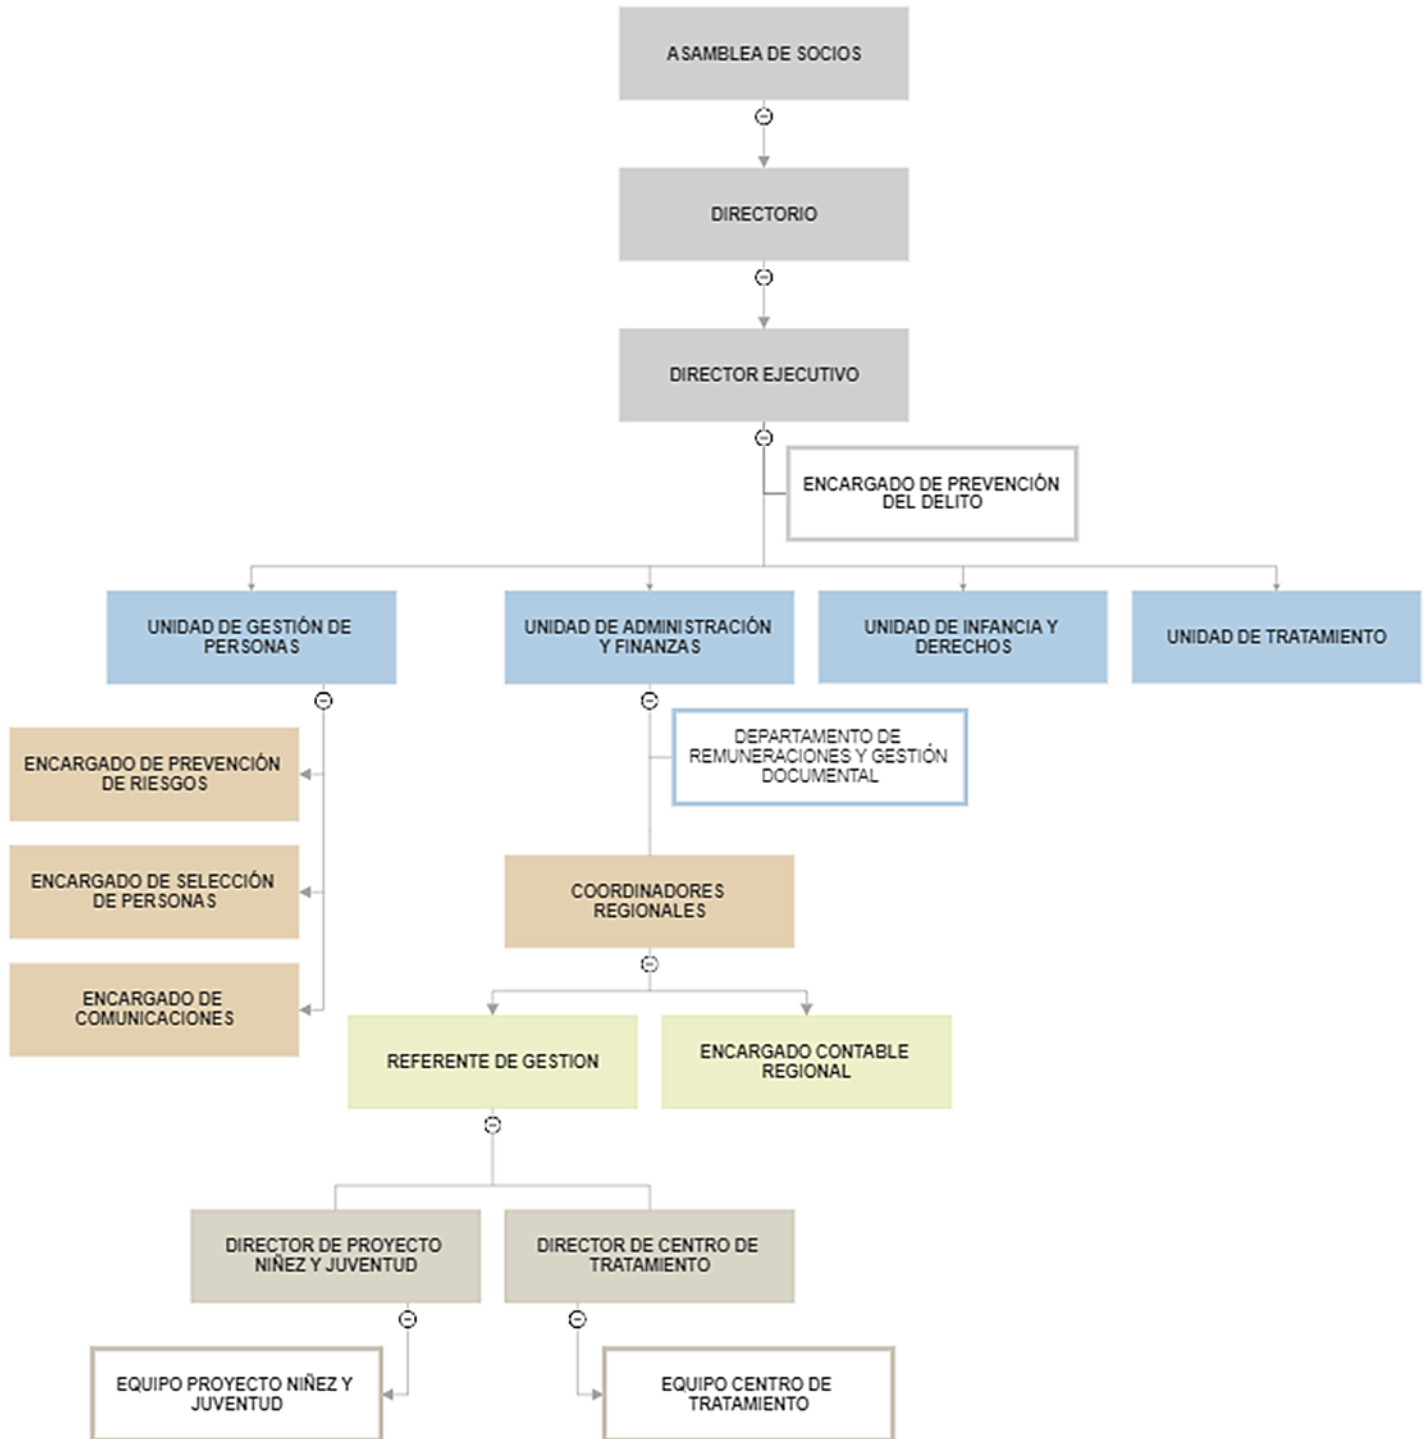 ASAMBLEA DE SOCIOS
DIRECTORIO
DIRECTOR EJECUTIVO
ENCARGADO DE PREVENCIÓN
DEL DELITO
UNIDAD DE GESTIÓN DE
PERSONAS
UNIDAD DE ADMINISTRACIÓN
Y FINANZAS
UNIDAD DE INFANCIA Y
DERECHOS
UNIDAD DE TRATAMIENTO
ENCARGADO DE PREVENCIÓN
DE RIESGOS
DEPARTAMENTO DE
REMUNERACIONES Y GESTIÓN
DOCUMENTAL
ENCARGADO DE SELECCIÓN
DE PERSONAS
COORDINADORES
REGIONALES
ENCARGADO DE
COMUNICACIONES
REFERENTE DE GESTION
ENCARGADO CONTABLE
REGIONAL
DIRECTOR DE PROYECTO
NIÑEZ Y JUVENTUD
DIRECTOR DE CENTRO DE
TRATAMIENTO
EQUIPO PROYECTO NIÑEZ Y
JUVENTUD
EQUIPO CENTRO DE
TRATAMIENTO